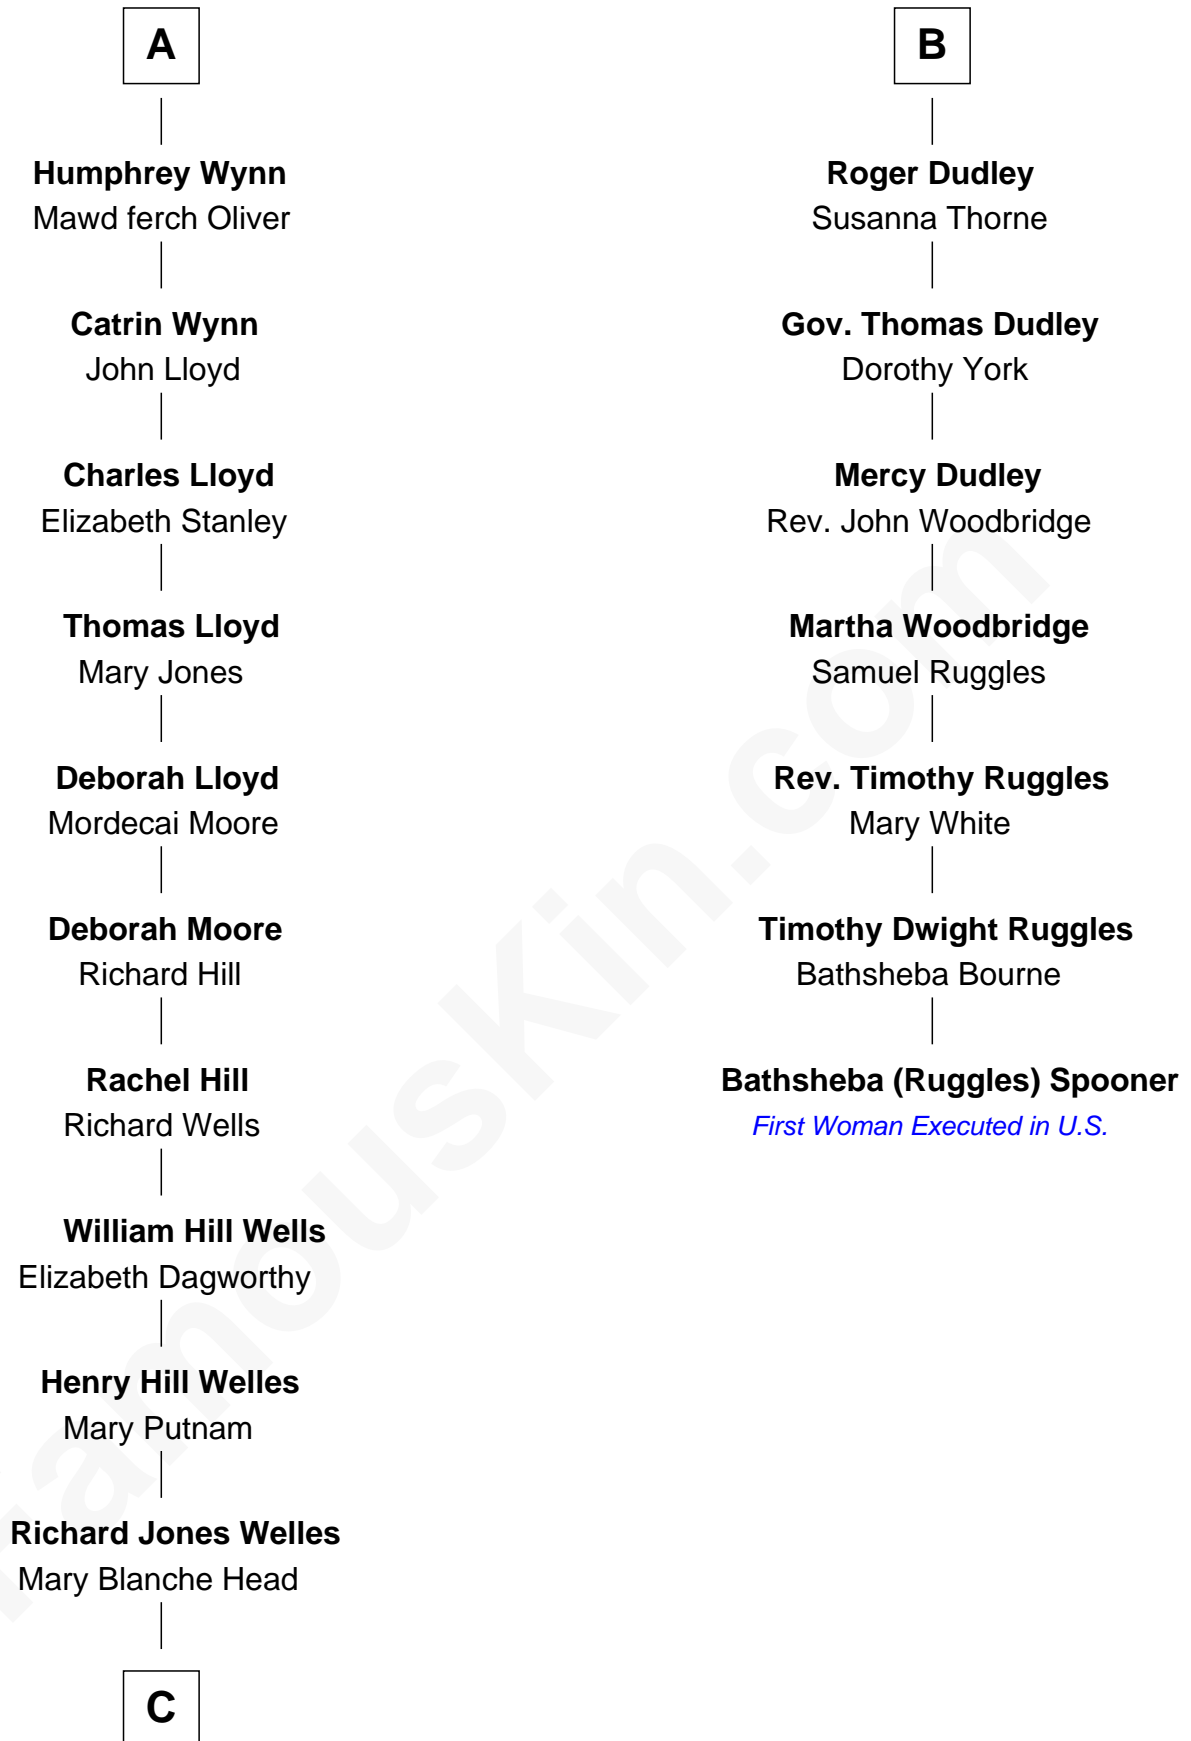 A
Humphrey Wynn
Mawd ferch Oliver
Catrin Wynn
John Lloyd
Charles Lloyd
Elizabeth Stanley
Thomas Lloyd
Mary Jones
Deborah Lloyd
Mordecai Moore
Deborah Moore
Richard Hill
Rachel Hill
Richard Wells
William Hill Wells
Elizabeth Dagworthy
Henry Hill Welles
Mary Putnam
Richard Jones Welles
Mary Blanche Head
C
B
Roger Dudley
Susanna Thorne
Gov. Thomas Dudley
Dorothy York
Mercy Dudley
Rev. John Woodbridge
Martha Woodbridge
Samuel Ruggles
Rev. Timothy Ruggles
Mary White
Timothy Dwight Ruggles
Bathsheba Bourne
Bathsheba (Ruggles) Spooner
First Woman Executed in U.S.
FamousKin.com